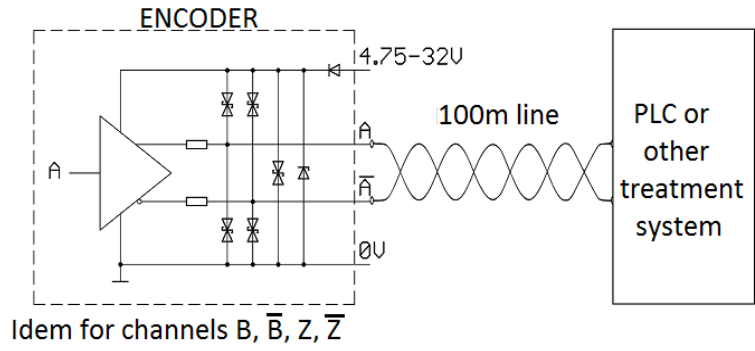 ENCODER
4.75-32V
A
A
A̅
100m line
PLC or
other
treatment
system
0V
Idem for channels B, B̅, Z, Z̅